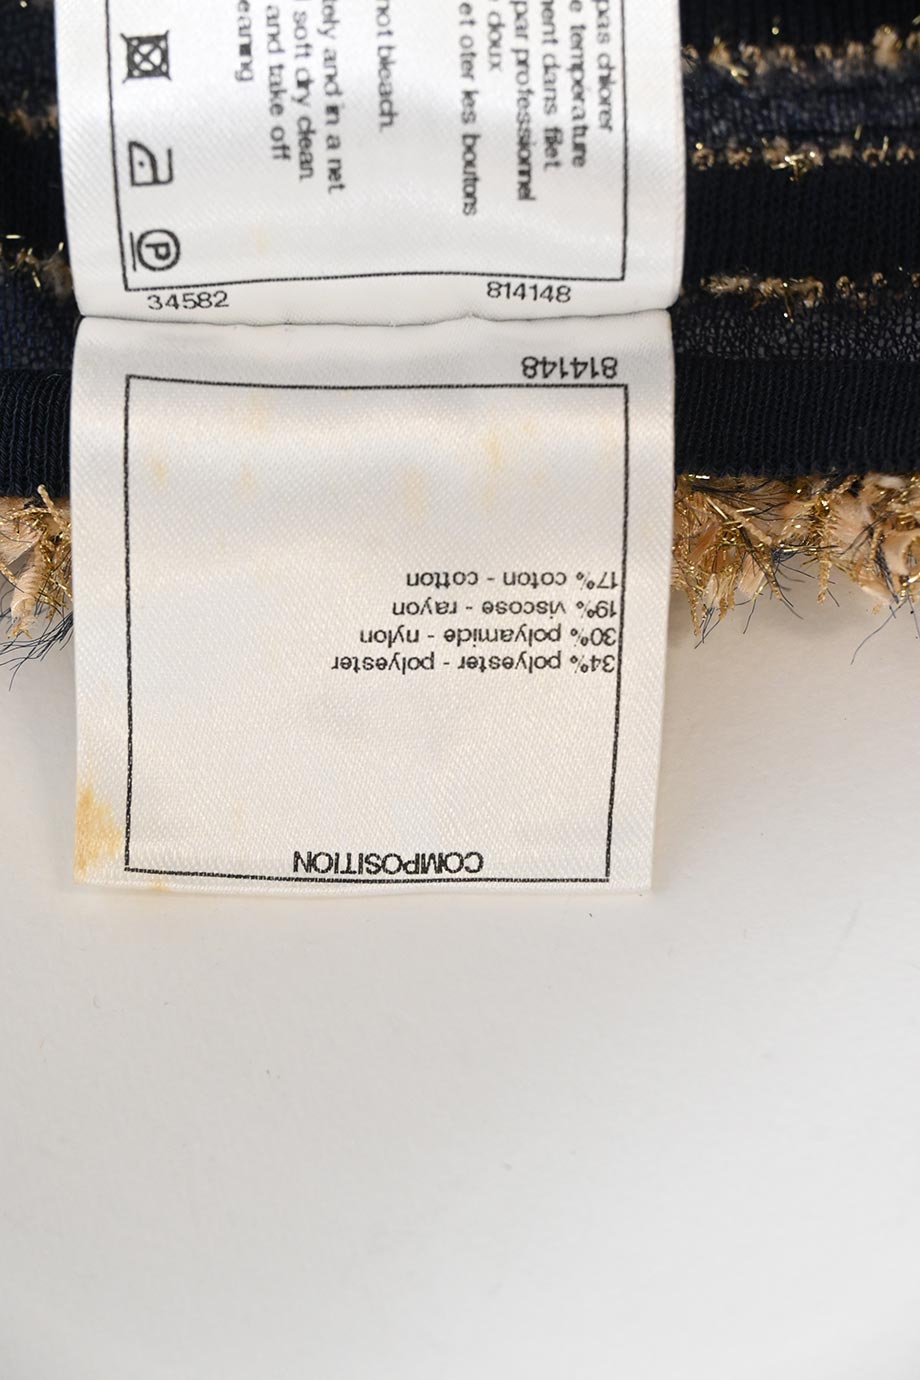 pas chlorer
e température
ment dans filet
par professionnel
doux
et oter les boutons
not bleach.
tely and in a net
soft dry clean
and take off
eaning
P
34582
814148
814148
COMPOSITION
34% polyester - polyester
30% polyamide - nylon
19% viscose - rayon
17% coton - cotton